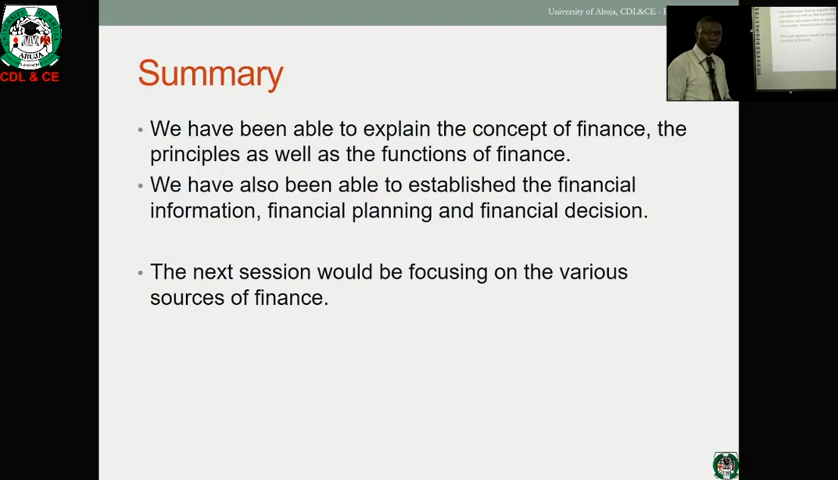 University of Abuja, CDL&CE -
ABUJA
CDL & CE
Summary
• We have been able to explain the concept of finance, the
principles as well as the functions of finance.
• We have also been able to established the financial
information, financial planning and financial decision.
• The next session would be focusing on the various
sources of finance.